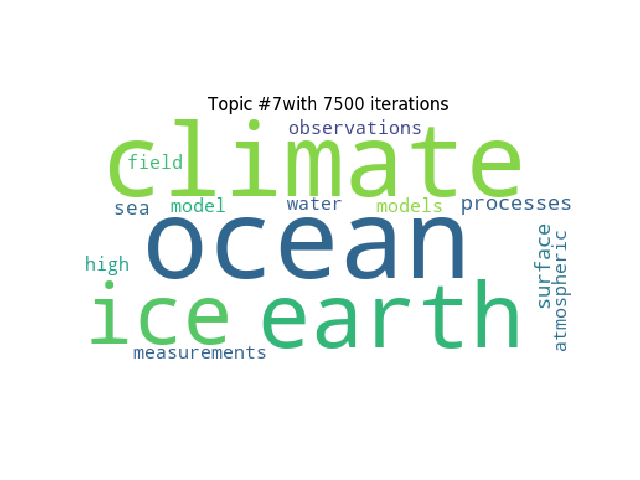 Topic #7with 7500 iterations
observations
climate
field
sea
model
water
models
processes
ocean
surface
atmospheric
high
ice
earth
measurements